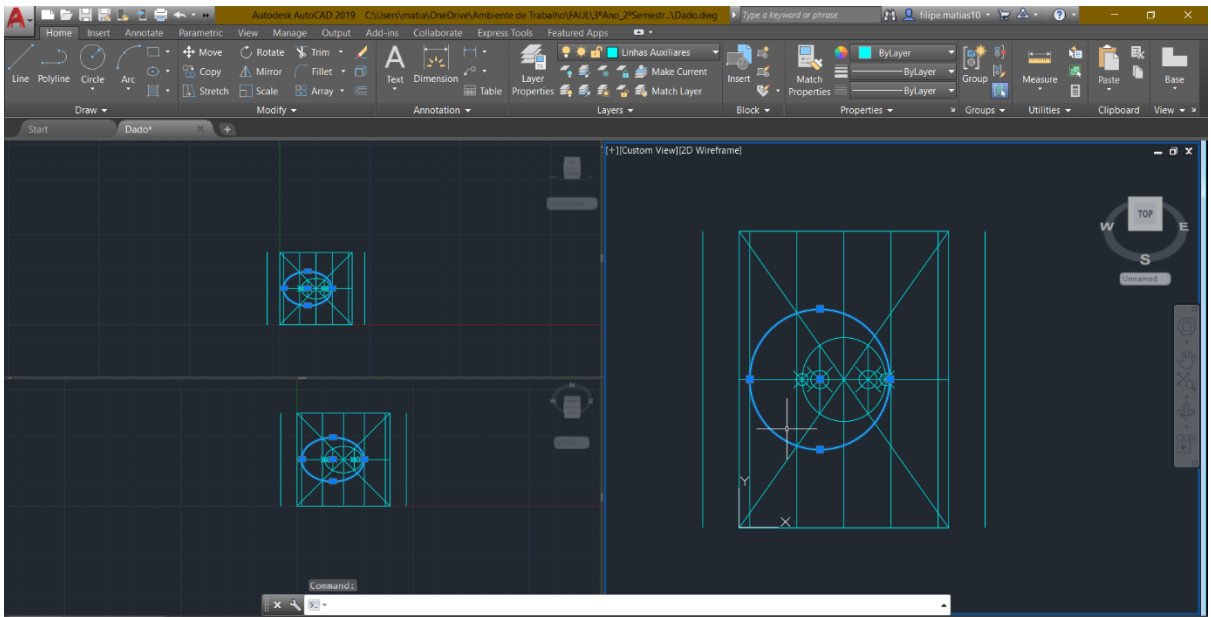 Autodesk AutoCAD 2019 C:\Users\matia\OneDrive\Ambiente de Trabalho\FAUL\3ºAno_2ºSemestr...\Dado.dwg
Type a keyword or phrase
filipe.matias10
Home Insert Annotate Parametric View Manage Output Add-ins Collaborate Express Tools Featured Apps
Line Polyline Circle Arc
Move Rotate Trim
Copy Mirror Fillet
Stretch Scale Array
Text Dimension
Table
Layer Properties
Linhas Auxiliares
Make Current
Match Layer
Insert
Match Properties
ByLayer
ByLayer
ByLayer
Group
Measure
Paste
Base
Draw Modify Annotation Layers Block Properties Groups Utilities Clipboard View
Start Dado*
[+][Custom View][2D Wireframe]
TOP
W E
S
Unnamed
Unnamed
N
WCS
Y
X
Command: